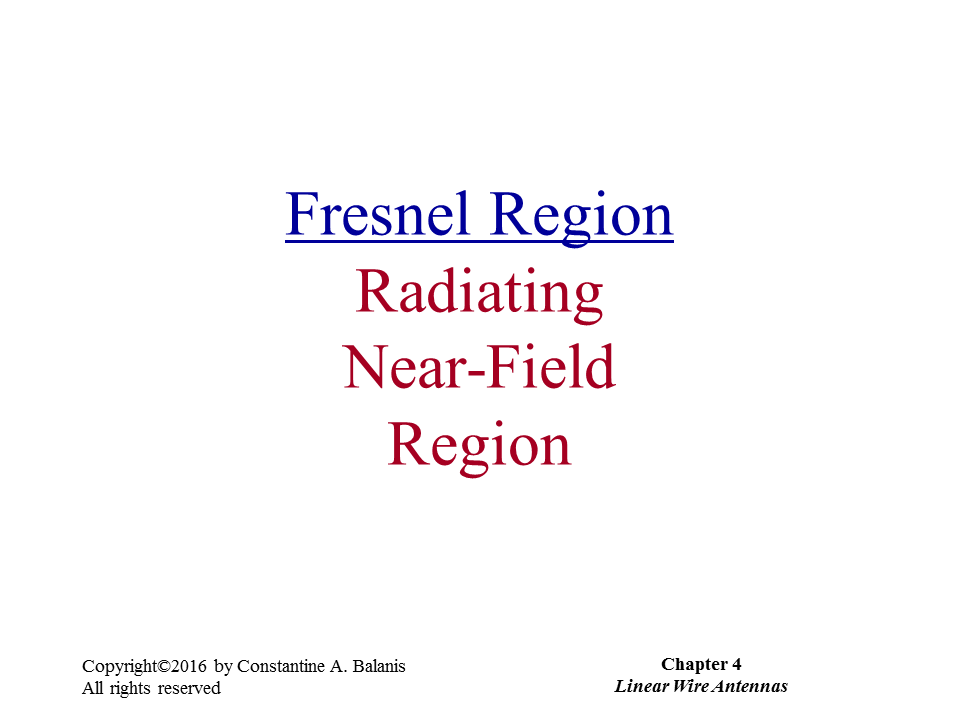 Fresnel Region
Radiating
Near-Field
Region
Copyright©2016 by Constantine A. Balanis
All rights reserved
Chapter 4
Linear Wire Antennas